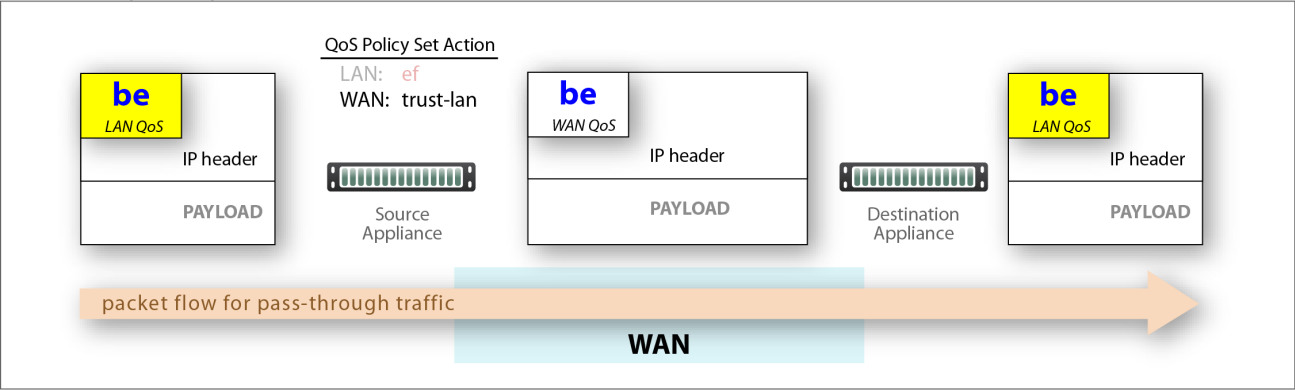 QoS Policy Set Action
LAN: ef
WAN: trust-lan
be
LAN QoS
IP header
PAYLOAD
Source
Appliance
be
WAN QoS
IP header
PAYLOAD
Destination
Appliance
be
LAN QoS
IP header
PAYLOAD
packet flow for pass-through traffic
WAN